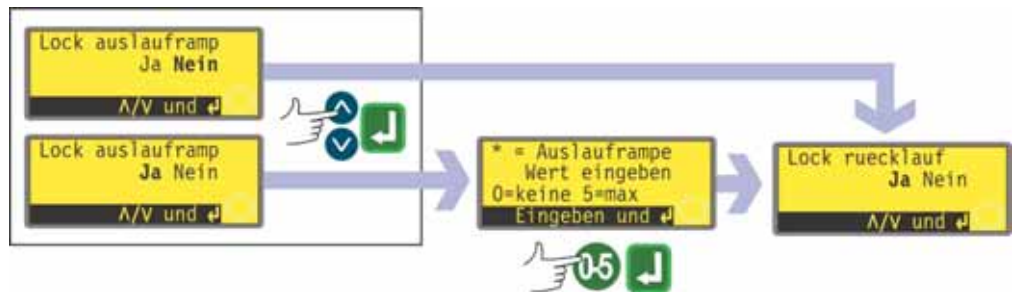 Lock auslauframp
Ja Nein
∧/∨ und ↵
Lock auslauframp
Ja Nein
∧/∨ und ↵
* = Auslauframpe
Wert eingeben
0=keine 5=max
Eingeben und ↵
0-5
Lock ruecklauf
Ja Nein
∧/∨ und ↵